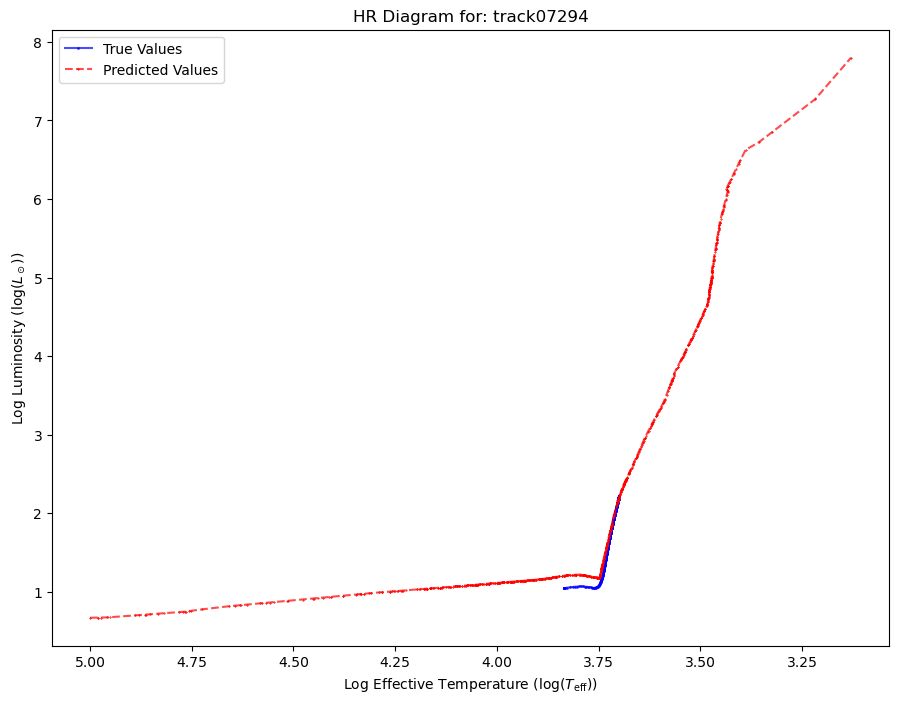 HR Diagram for: track07294
True Values
Predicted Values
Log Luminosity (log(L⊙))
8
7
6
5
4
3
2
1
5.00 4.75 4.50 4.25 4.00 3.75 3.50 3.25
Log Effective Temperature (log(Teff))